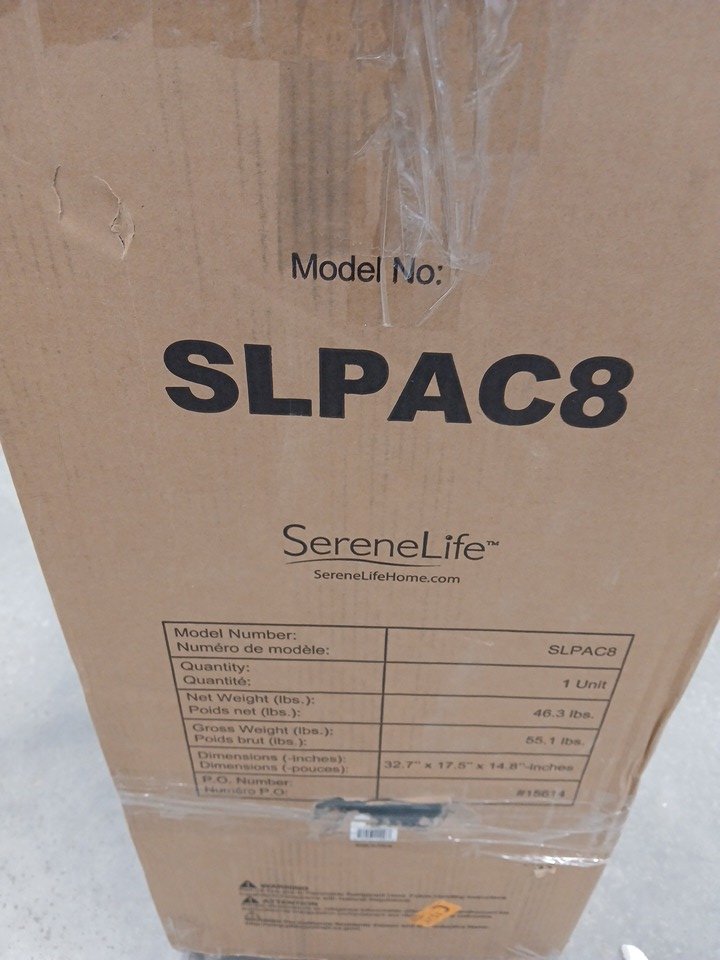 Model No:
SLPAC8
SereneLife™
SereneLifeHome.com
Model Number:
Numéro de modèle:
SLPAC8
Quantity:
Quantité:
1 Unit
Net Weight (lbs.):
Poids net (lbs.):
46.3 lbs.
Gross Weight (lbs.):
Poids brut (lbs.):
55.1 lbs.
Dimensions (-inches):
Dimensions (-pouces):
32.7" x 17.5" x 14.8"-inches
P.O. Number:
Numéro P.O:
#15614
WARNING
ATTENTION